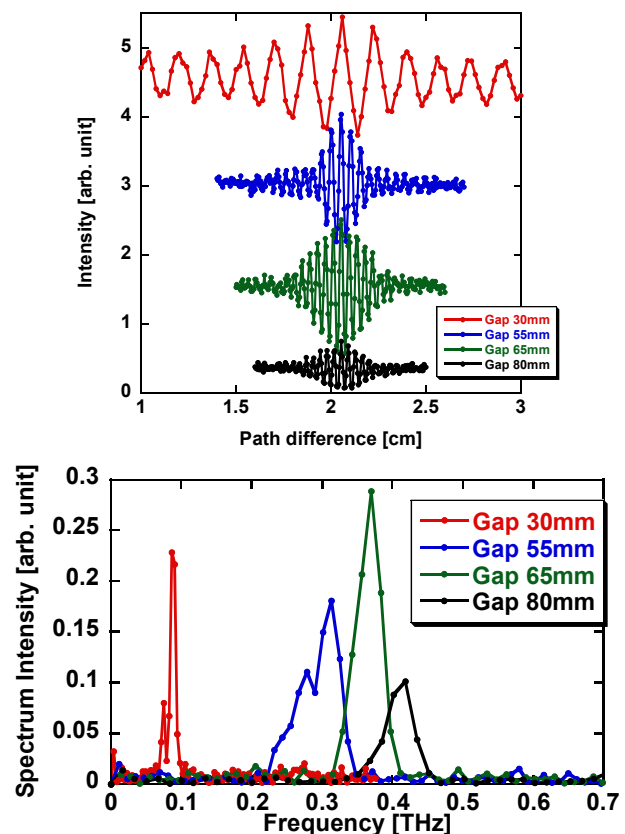 Intensity [arb. unit]
5
4
3
2
1
0
Gap 30mm
Gap 55mm
Gap 65mm
Gap 80mm
1 1.5 2 2.5 3
Path difference [cm]
Spectrum Intensity [arb. unit]
0.3
0.25
0.2
0.15
0.1
0.05
0
Gap 30mm
Gap 55mm
Gap 65mm
Gap 80mm
0 0.1 0.2 0.3 0.4 0.5 0.6 0.7
Frequency [THz]